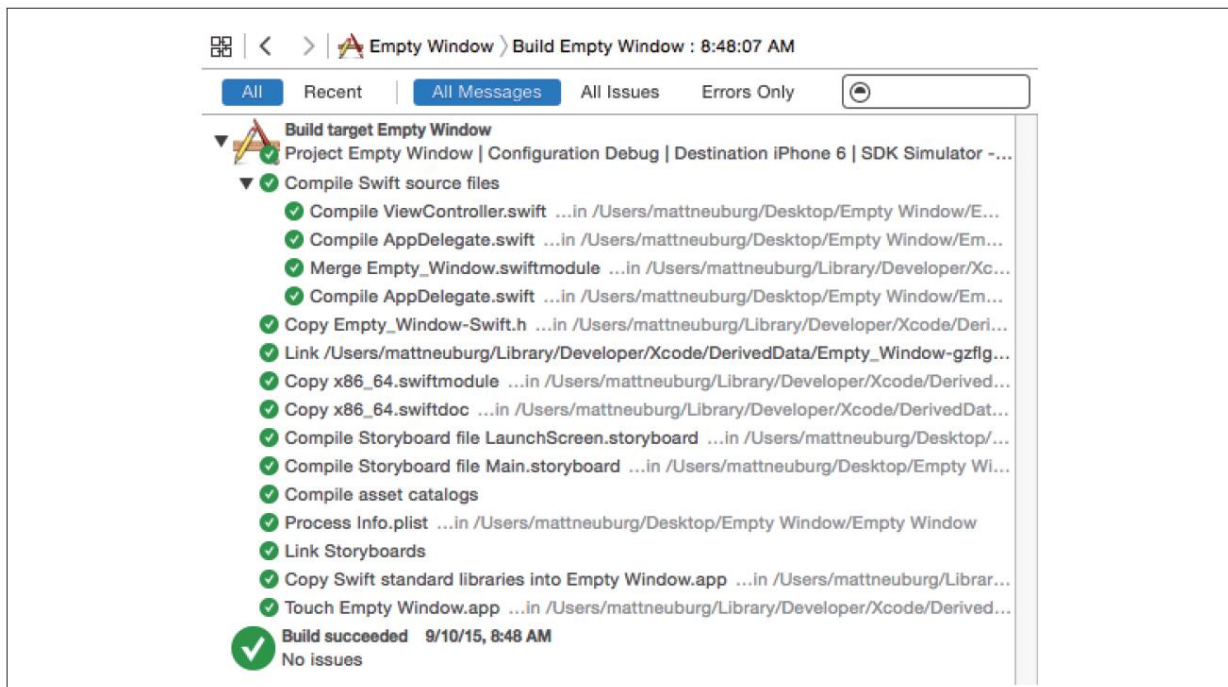 Empty Window 〉Build Empty Window : 8:48:07 AM
All Recent All Messages All Issues Errors Only
Build target Empty Window
Project Empty Window | Configuration Debug | Destination iPhone 6 | SDK Simulator -...
Compile Swift source files
Compile ViewController.swift ...in /Users/mattneuburg/Desktop/Empty Window/E...
Compile AppDelegate.swift ...in /Users/mattneuburg/Desktop/Empty Window/Em...
Merge Empty_Window.swiftmodule ...in /Users/mattneuburg/Library/Developer/Xc...
Compile AppDelegate.swift ...in /Users/mattneuburg/Desktop/Empty Window/Em...
Copy Empty_Window-Swift.h ...in /Users/mattneuburg/Library/Developer/Xcode/Deri...
Link /Users/mattneuburg/Library/Developer/Xcode/DerivedData/Empty_Window-gzflg...
Copy x86_64.swiftmodule ...in /Users/mattneuburg/Library/Developer/Xcode/Derived...
Copy x86_64.swiftdoc ...in /Users/mattneuburg/Library/Developer/Xcode/DerivedDat...
Compile Storyboard file LaunchScreen.storyboard ...in /Users/mattneuburg/Desktop/...
Compile Storyboard file Main.storyboard ...in /Users/mattneuburg/Desktop/Empty Wi...
Compile asset catalogs
Process Info.plist ...in /Users/mattneuburg/Desktop/Empty Window/Empty Window
Link Storyboards
Copy Swift standard libraries into Empty Window.app ...in /Users/mattneuburg/Librar...
Touch Empty Window.app ...in /Users/mattneuburg/Library/Developer/Xcode/Derived...
Build succeeded 9/10/15, 8:48 AM
No issues